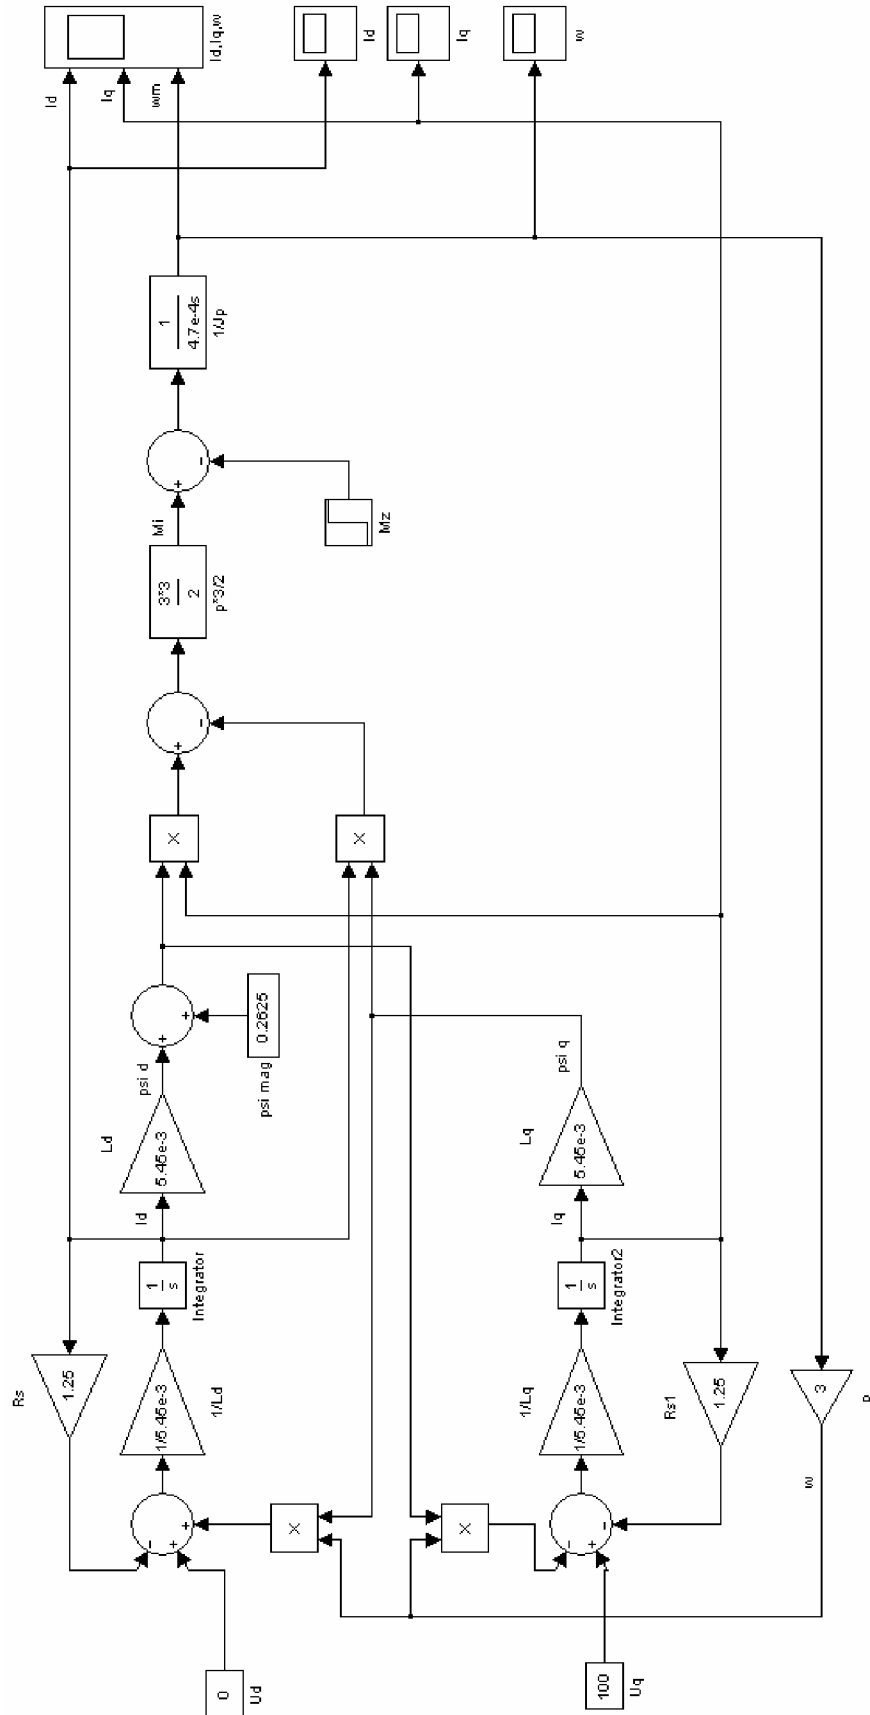 Id
Iq
wm
Id,Iq,w
Id
Iq
w
1
4.7e-4s
1/Jp
+
-
Mz
Mi
3*3
2
p*3/2
+
-
X
X
+
+
0.2625
psi mag
psi d
5.45e-3
Ld
Id
psi q
5.45e-3
Lq
Iq
1
s
Integrator
1
s
Integrator2
Rs
1.25
1/5.45e-3
1/Ld
1/5.45e-3
1/Lq
Rs1
1.25
3
w
-
+
+
X
X
-
+
-
0
Ud
100
Uq